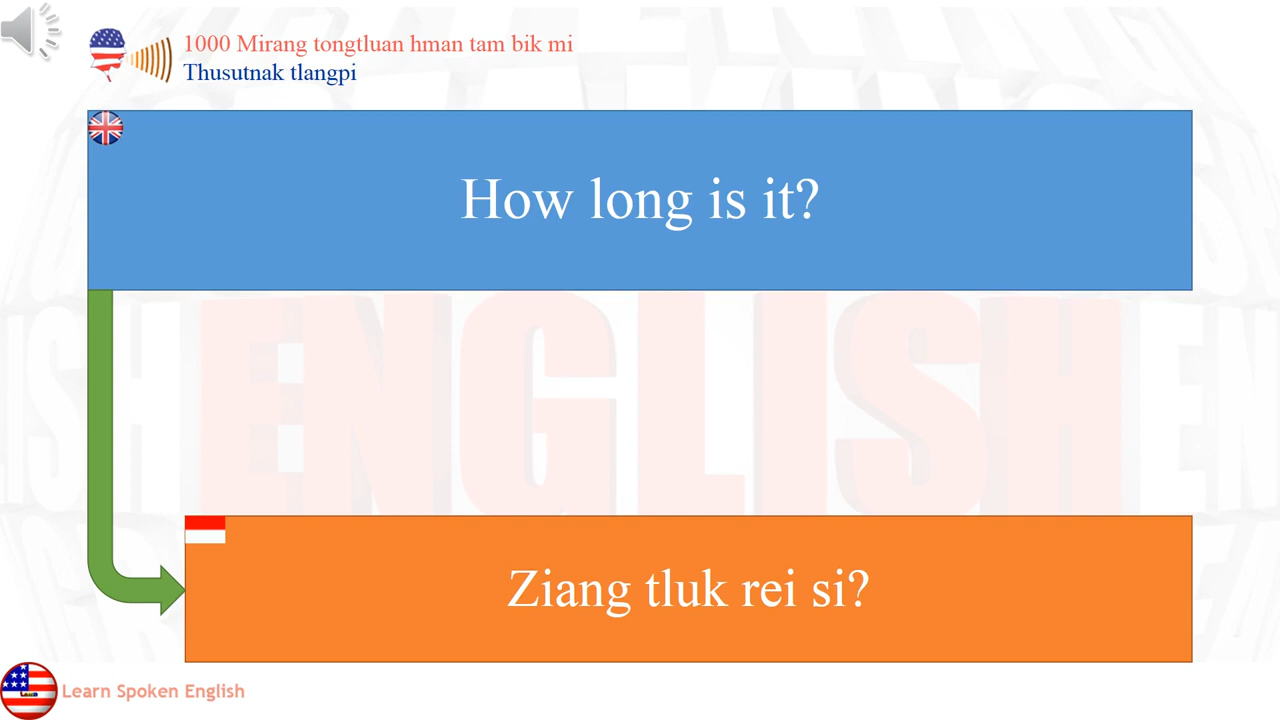 1000 Mirang tongtluan hman tam bik mi
Thusutnak tlangpi
How long is it?
ENGLISH
Ziang tluk rei si?
Learn Spoken English